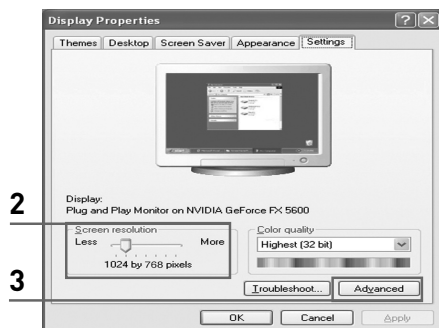 Display Properties
Themes Desktop Screen Saver Appearance Settings
Display:
Plug and Play Monitor on NVIDIA GeForce FX 5600
2
Screen resolution
Less More
1024 by 768 pixels
Color quality
Highest (32 bit)
3
Troubleshoot... Advanced
OK Cancel Apply